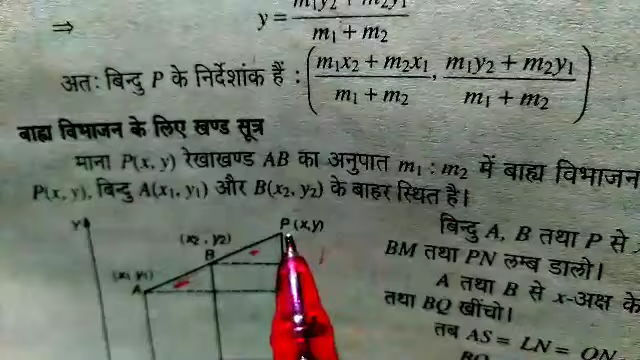 ⇒ y = m₁y₂ + m₂y₁ / m₁ + m₂
अतः बिन्दु P के निर्देशांक हैं : (m₁x₂ + m₂x₁ / m₁ + m₂, m₁y₂ + m₂y₁ / m₁ + m₂)
बाह्य विभाजन के लिए खण्ड सूत्र
माना P(x, y) रेखाखण्ड AB का अनुपात m₁ : m₂ में बाह्य विभाजन
P(x, y), बिन्दु A(x₁, y₁) और B(x₂, y₂) के बाहर स्थित है।
Y
P (x,y)
(x₂ , y₂)
B
(x₁ y₁)
A
बिन्दु A, B तथा P से
BM तथा PN लम्ब डालो।
A तथा B से x-अक्ष के
तथा BQ खींचो।
तब AS = LN = ON